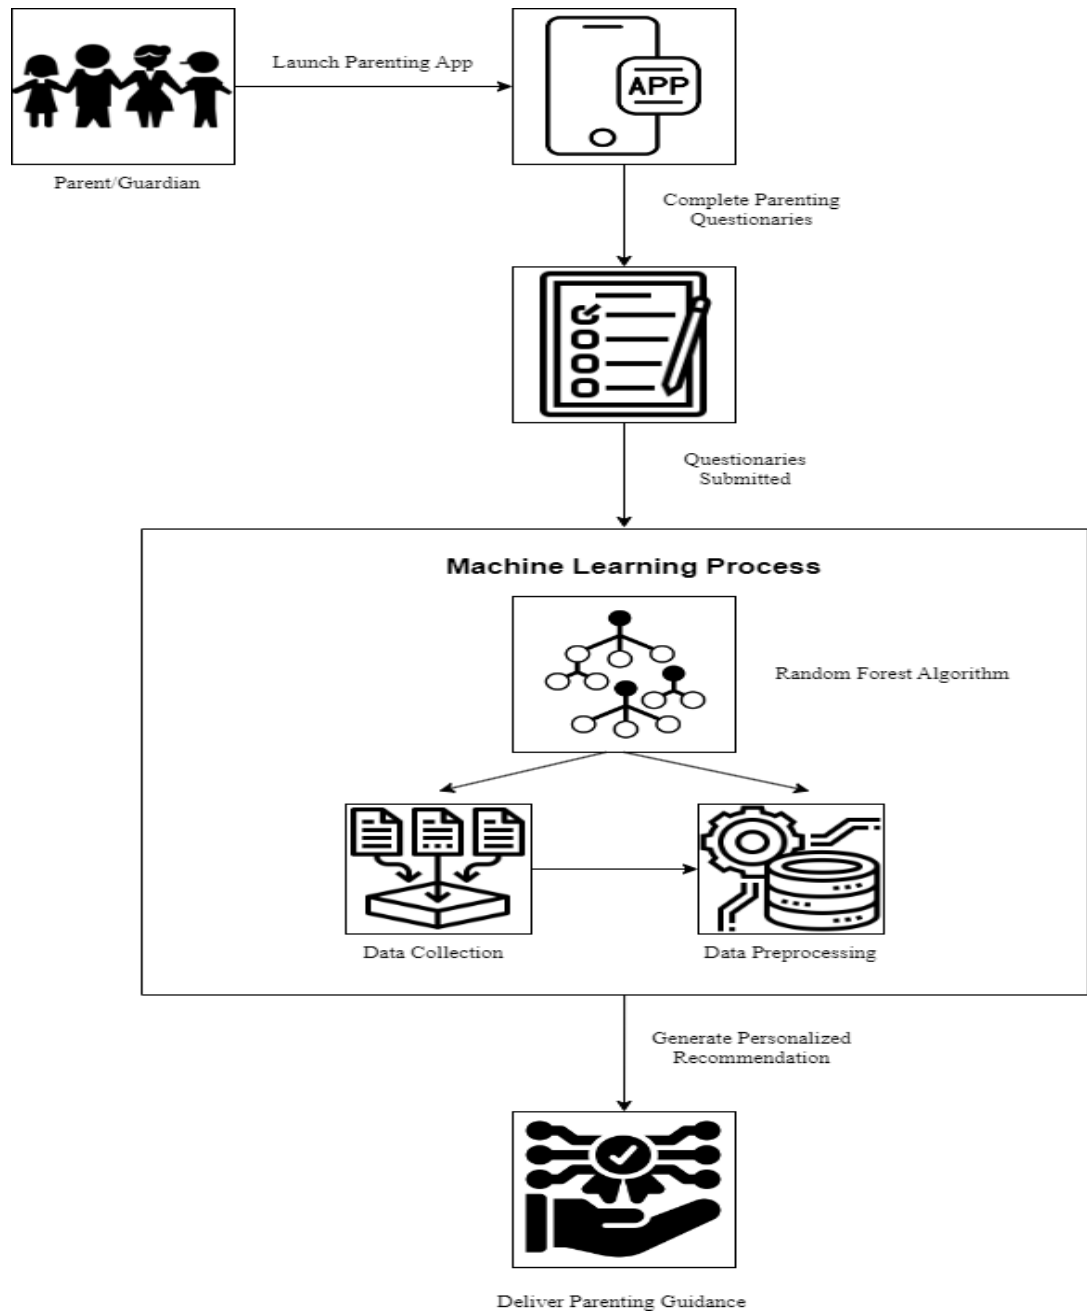 Launch Parenting App
APP
Parent/Guardian
Complete Parenting
Questionaries
Questionaries
Submitted
Machine Learning Process
Random Forest Algorithm
Data Collection
Data Preprocessing
Generate Personalized
Recommendation
Deliver Parenting Guidance